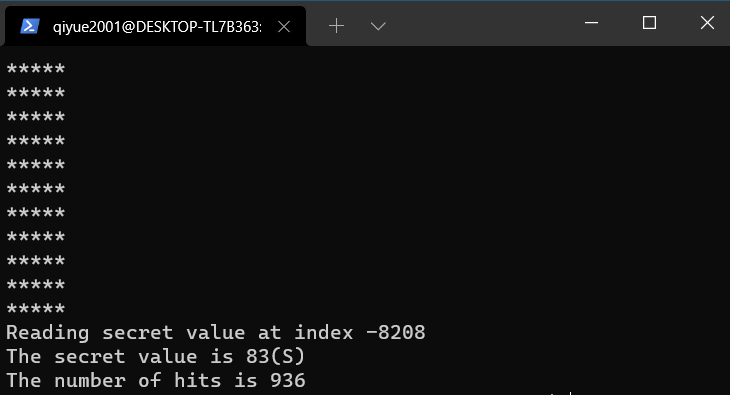 qiyue2001@DESKTOP-TL7B363:
*****
*****
*****
*****
*****
*****
*****
*****
*****
*****
*****
Reading secret value at index -8208
The secret value is 83(S)
The number of hits is 936